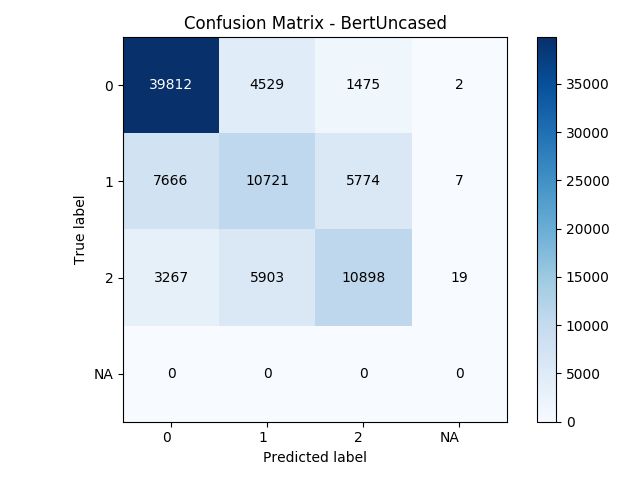 Confusion Matrix - BertUncased
True label
0 39812 4529 1475 2
1 7666 10721 5774 7
2 3267 5903 10898 19
NA 0 0 0 0
0 1 2 NA
Predicted label
35000
30000
25000
20000
15000
10000
5000
0